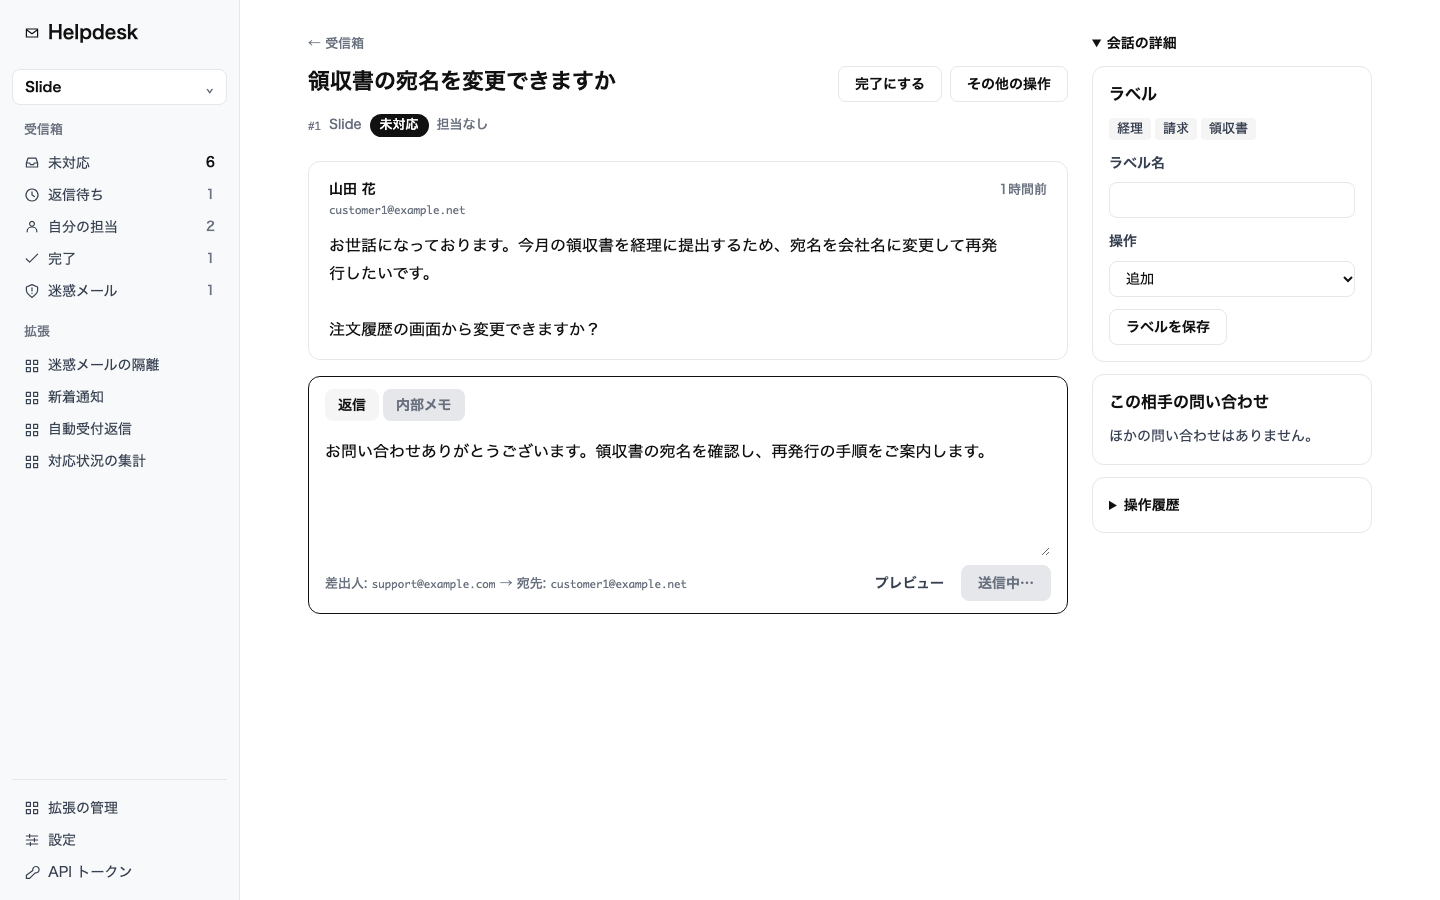 Helpdesk
Slide
受信箱
未対応 6
返信待ち 1
自分の担当 2
完了 1
迷惑メール 1
拡張
迷惑メールの隔離
新着通知
自動受付返信
対応状況の集計
拡張の管理
設定
API トークン
← 受信箱
領収書の宛名を変更できますか
完了にする その他の操作
#1 Slide 未対応 担当なし
山田 花 1時間前
customer1@example.net
お世話になっております。今月の領収書を経理に提出するため、宛名を会社名に変更して再発
行したいです。
注文履歴の画面から変更できますか？
返信 内部メモ
お問い合わせありがとうございます。領収書の宛名を確認し、再発行の手順をご案内します。
差出人: support@example.com → 宛先: customer1@example.net
プレビュー 送信中…
▼ 会話の詳細
ラベル
経理 請求 領収書
ラベル名
操作
追加
ラベルを保存
この相手の問い合わせ
ほかの問い合わせはありません。
▶ 操作履歴